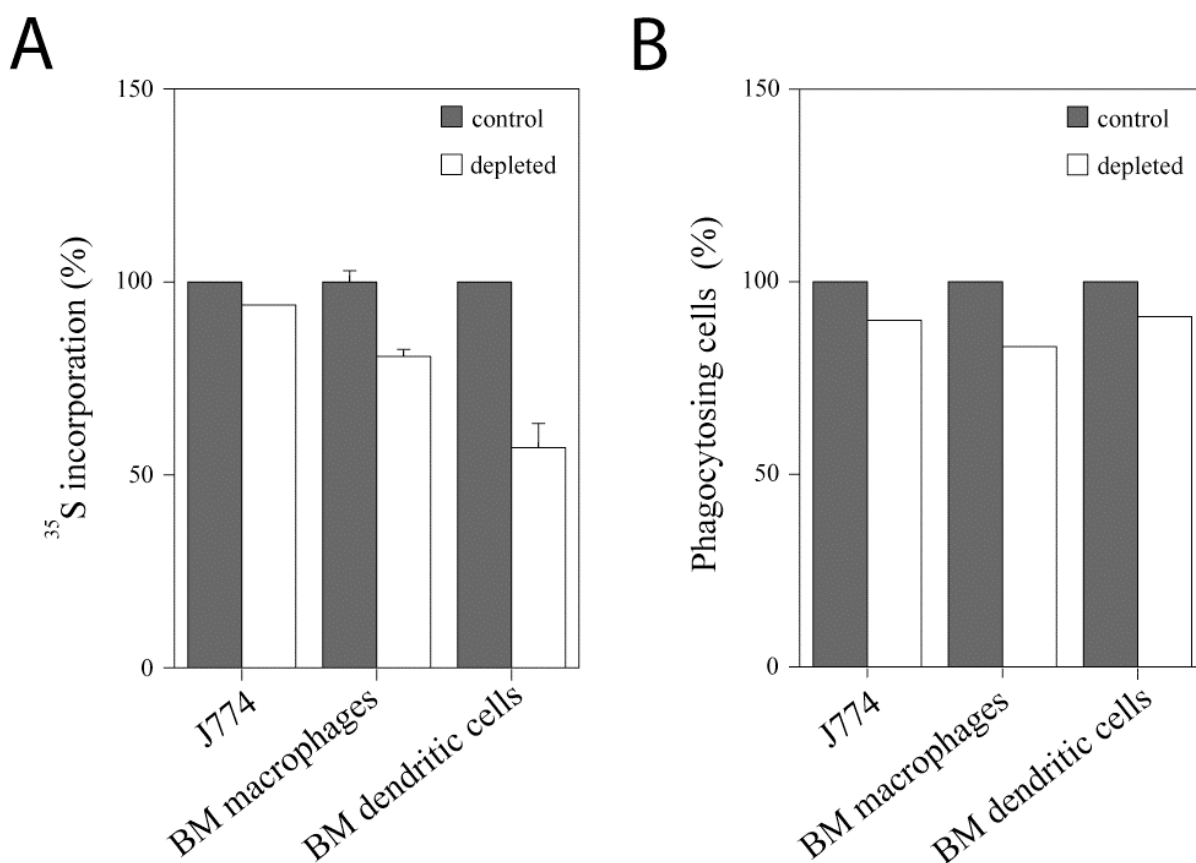 A
150
100
50
0
³⁵S incorporation (%)
control
depleted
J774
BM macrophages
BM dendritic cells
B
150
100
50
0
Phagocytosing cells (%)
control
depleted
J774
BM macrophages
BM dendritic cells